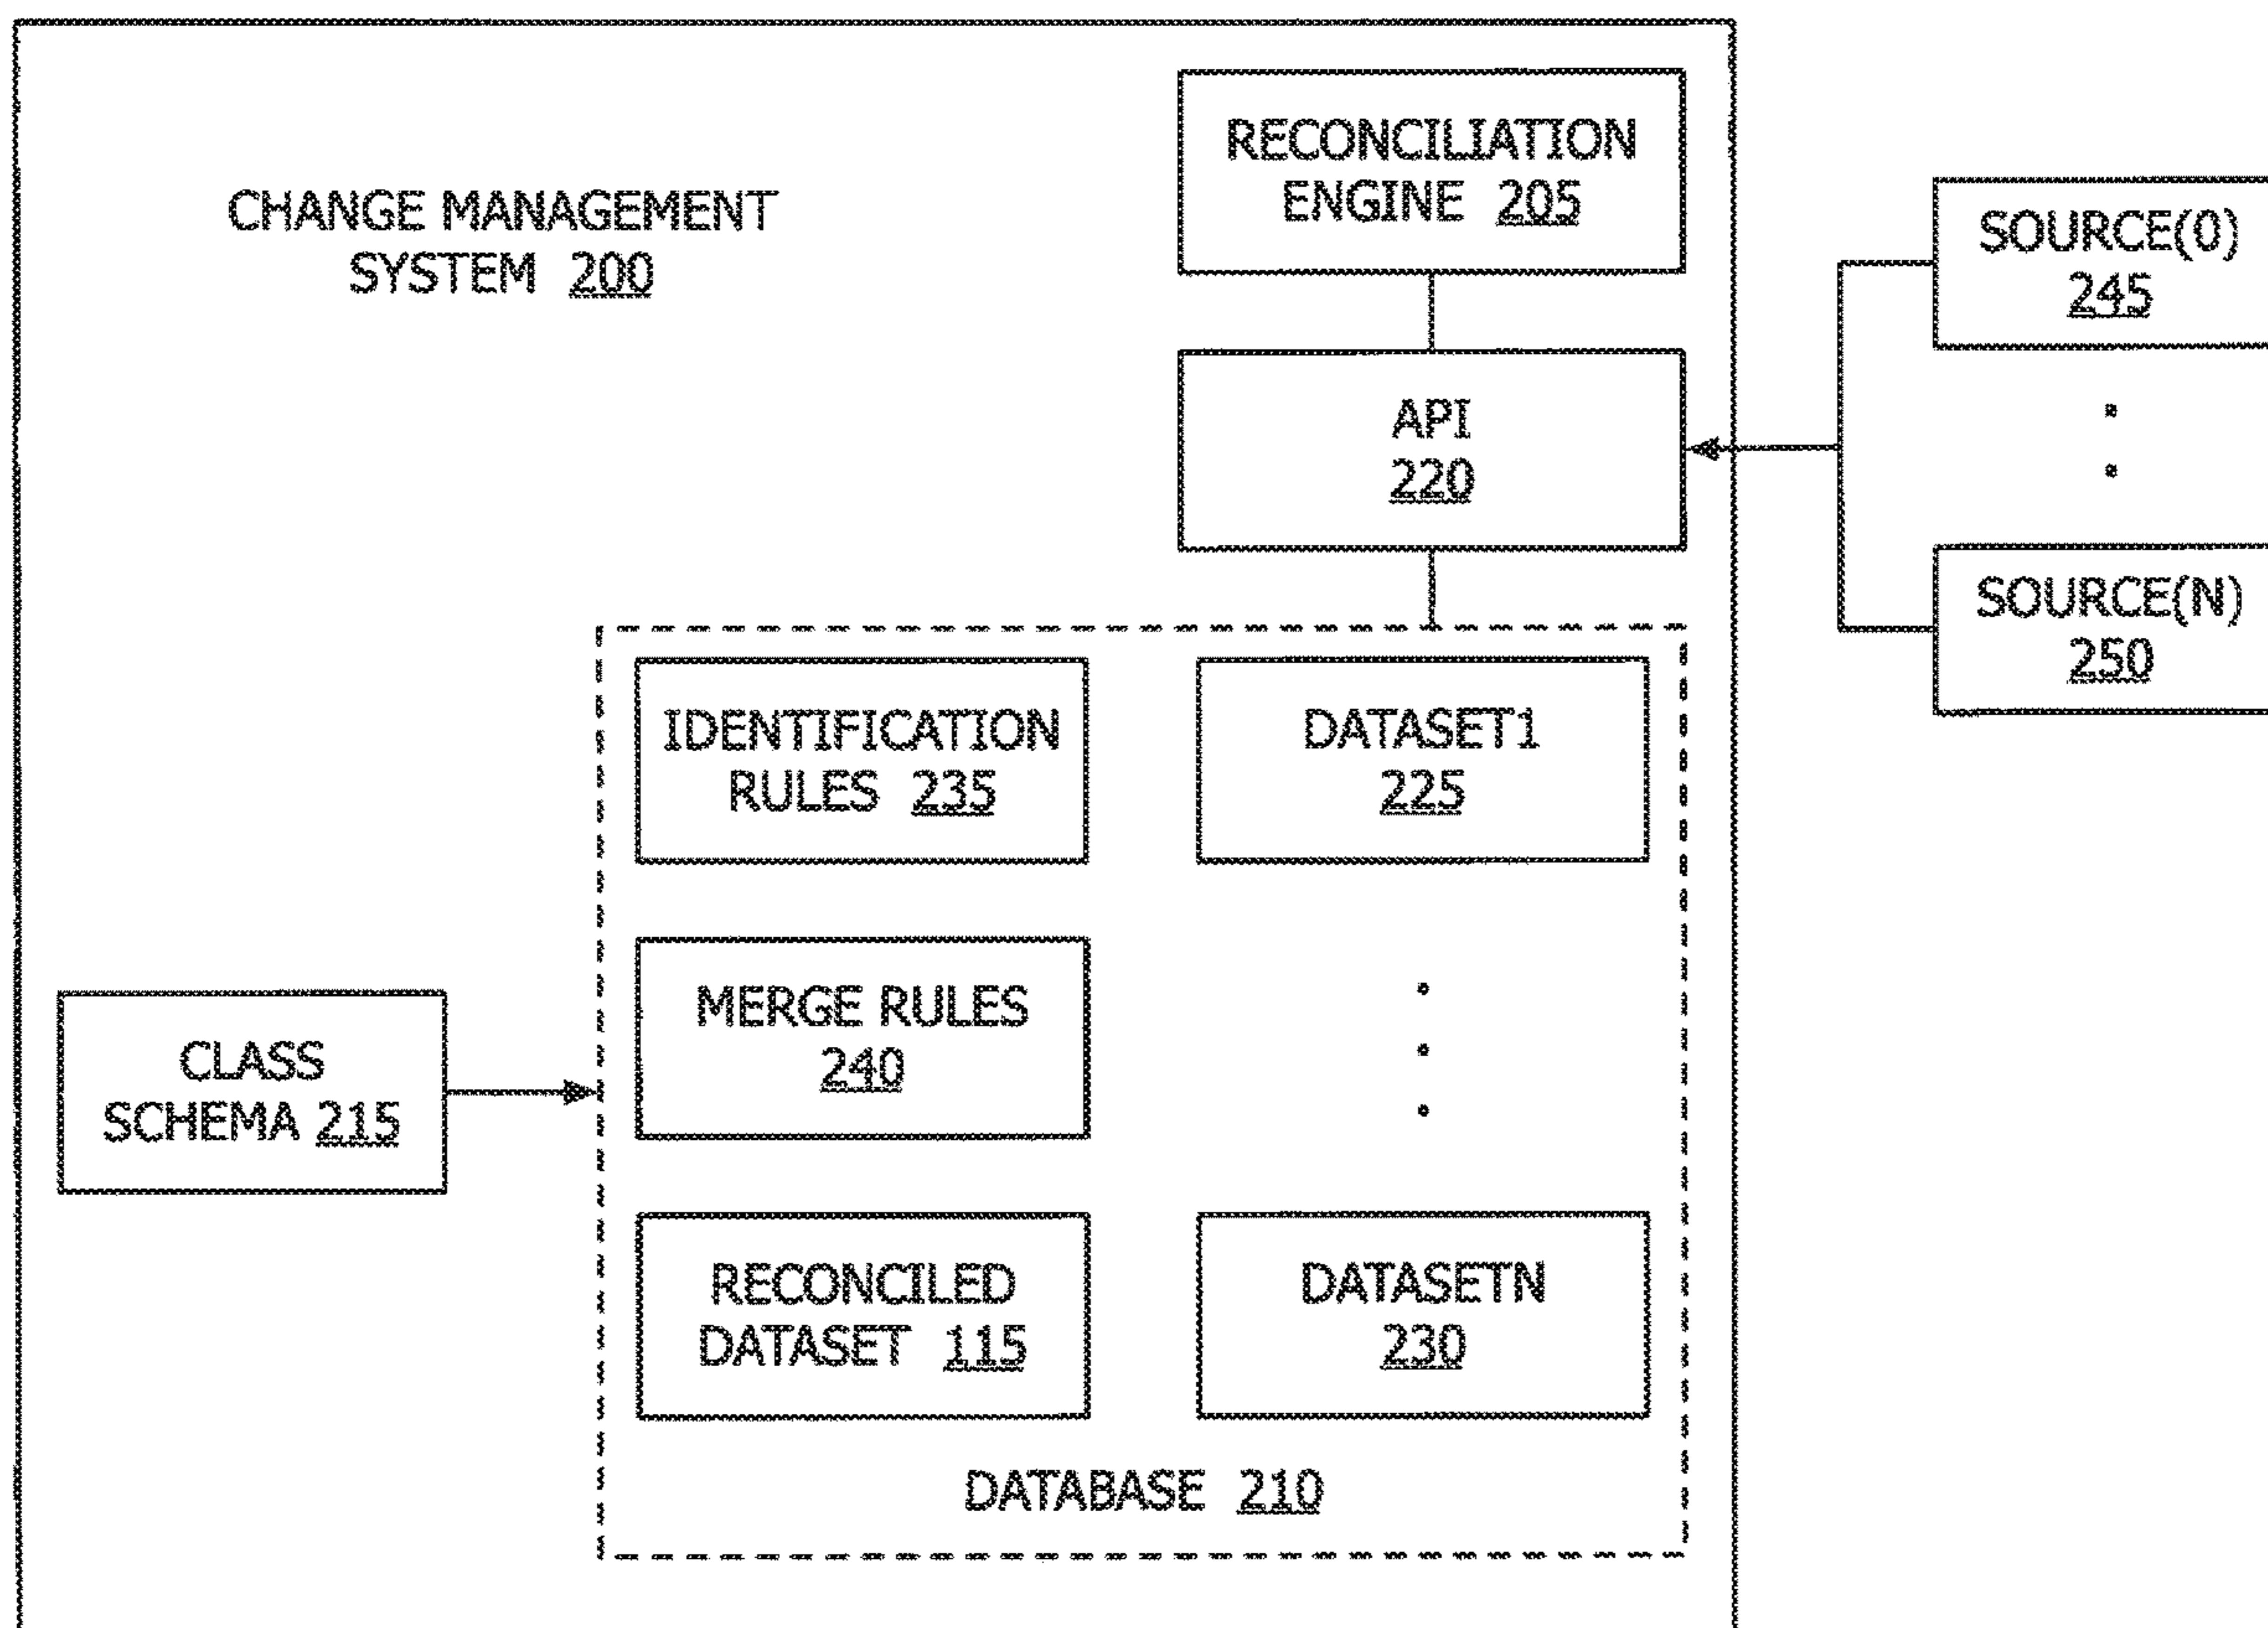 CHANGE MANAGEMENT
SYSTEM 200
RECONCILIATION
ENGINE 205
API
220
SOURCE(0)
245
SOURCE(N)
250
IDENTIFICATION
RULES 235
DATASET1
225
MERGE RULES
240
CLASS
SCHEMA 215
RECONCILED
DATASET 115
DATASETN
230
DATABASE 210